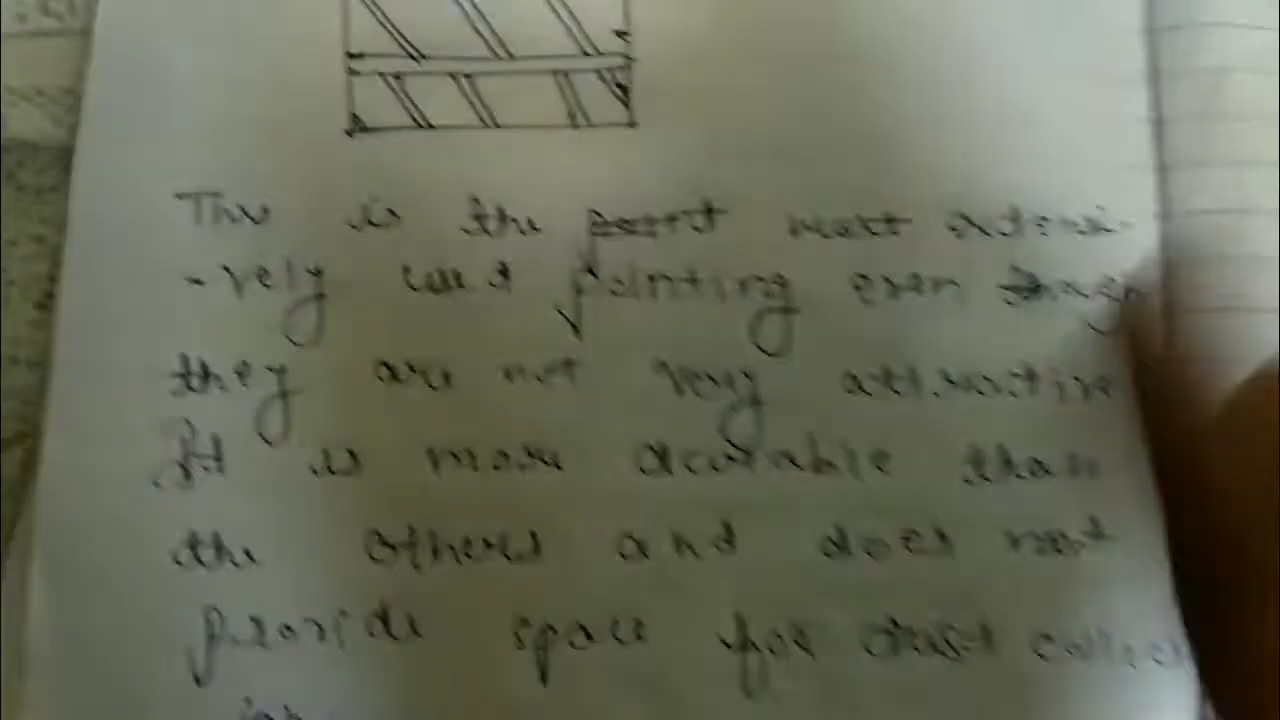 This is the most extensi-
-vely used pointing even though
they are not very attractive
It is more durable than
the others and does not
provide space for dust collec